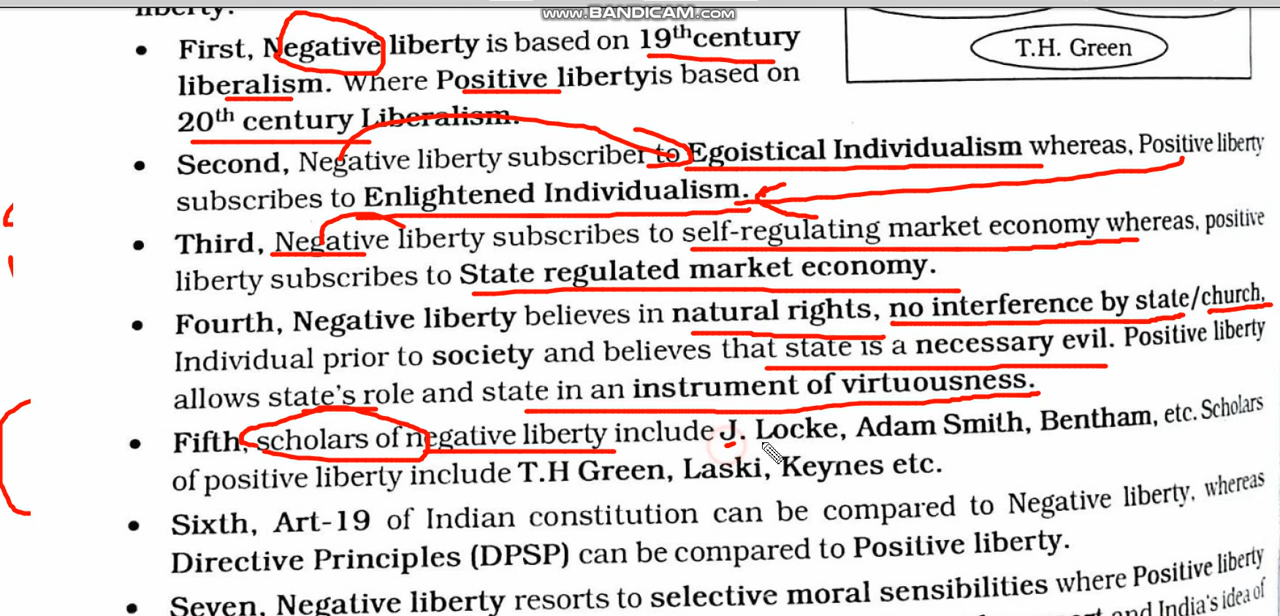 liberty.
www.BANDICAM.com
T.H. Green
• First, Negative liberty is based on 19th century
liberalism. Where Positive libertyis based on
20th century Liberalism.
• Second, Negative liberty subscriber to Egoistical Individualism whereas, Positive liberty
subscribes to Enlightened Individualism.
• Third, Negative liberty subscribes to self-regulating market economy whereas, positive
liberty subscribes to State regulated market economy.
• Fourth, Negative liberty believes in natural rights, no interference by state/church,
Individual prior to society and believes that state is a necessary evil. Positive liberty
allows state's role and state in an instrument of virtuousness.
• Fifth, scholars of negative liberty include J. Locke, Adam Smith, Bentham, etc. Scholars
of positive liberty include T.H Green, Laski, Keynes etc.
• Sixth, Art-19 of Indian constitution can be compared to Negative liberty, whereas
Directive Principles (DPSP) can be compared to Positive liberty.
• Seven, Negative liberty resorts to selective moral sensibilities where Positive liberty
and India's idea of